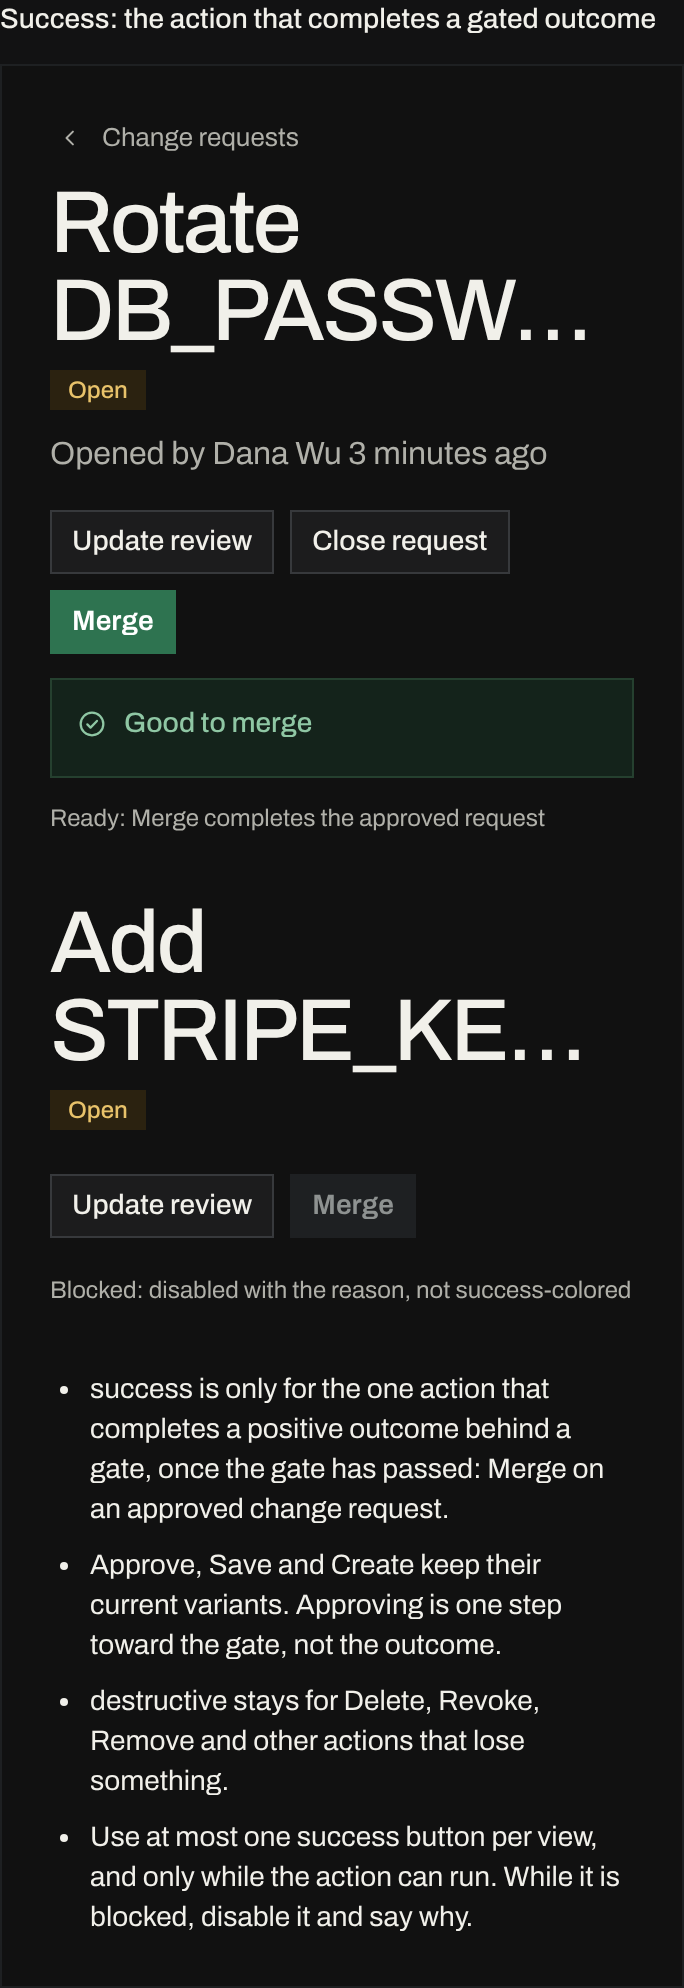 Success: the action that completes a gated outcome
Change requests
Rotate
DB_PASSW...
Open
Opened by Dana Wu 3 minutes ago
Update review
Close request
Merge
Good to merge
Ready: Merge completes the approved request
Add
STRIPE_KE...
Open
Update review
Merge
Blocked: disabled with the reason, not success-colored
• success is only for the one action that
completes a positive outcome behind a
gate, once the gate has passed: Merge on
an approved change request.
• Approve, Save and Create keep their
current variants. Approving is one step
toward the gate, not the outcome.
• destructive stays for Delete, Revoke,
Remove and other actions that lose
something.
• Use at most one success button per view,
and only while the action can run. While it is
blocked, disable it and say why.